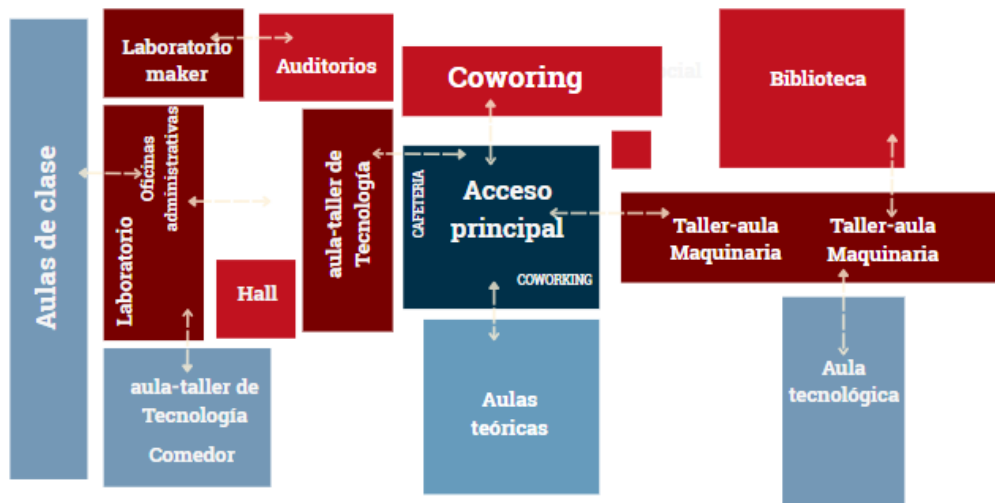 Aulas de clase
Laboratorio
maker
Auditorios
Coworing
ocial
Biblioteca
Laboratorio
Oficinas
administrativas
aula-taller de
Tecnología
CAFETERIA
Acceso
principal
COWORKING
Taller-aula
Maquinaria
Taller-aula
Maquinaria
Hall
aula-taller de
Tecnología
Comedor
Aulas
teóricas
Aula
tecnológica